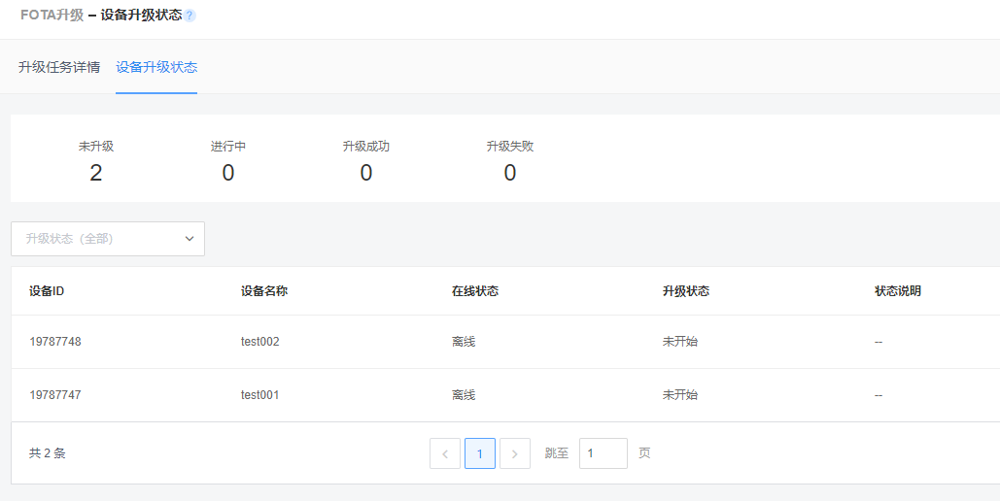 FOTA升级 – 设备升级状态 ?
升级任务详情 设备升级状态
未升级 进行中 升级成功 升级失败
2 0 0 0
升级状态（全部）
设备ID 设备名称 在线状态 升级状态 状态说明
19787748 test002 离线 未开始 --
19787747 test001 离线 未开始 --
共 2 条 < 1 > 跳至 1 页